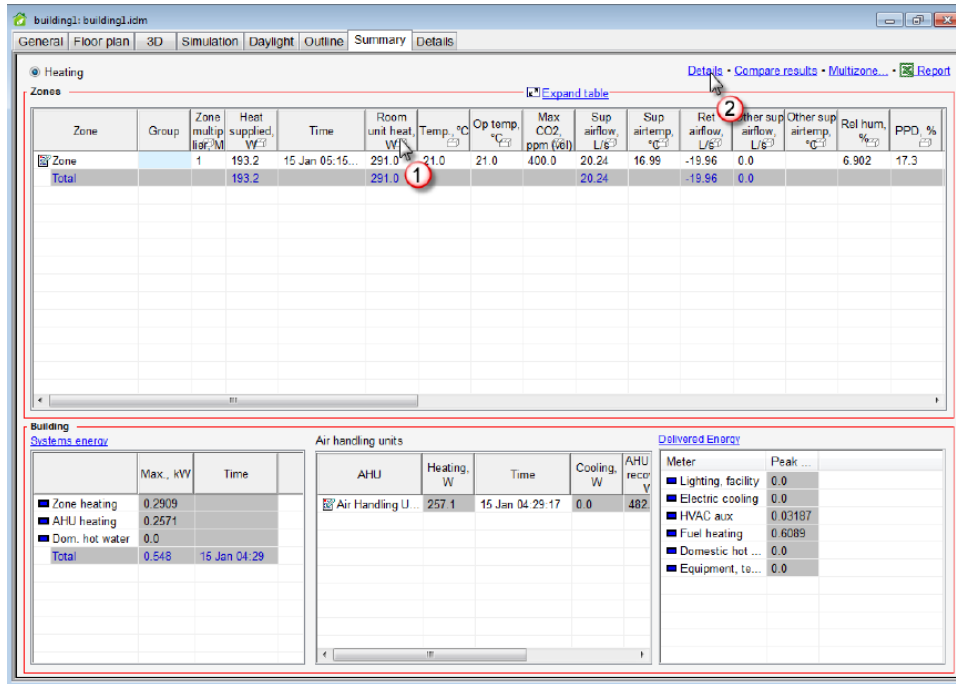 building1: building1.idm
General Floor plan 3D Simulation Daylight Outline Summary Details
Heating
Details · Compare results · Multizone... · Report
Zones
Expand table
Zone Group Zone multip lier, M Heat supplied, W Time Room unit heat, W Temp., °C Op temp, °C Max CO2, ppm (vol) Sup airflow, L/s Sup airtemp, °C Ret airflow, L/s Other sup airflow, L/s Other sup airtemp, °C Rel hum, % PPD, %
Zone 1 193.2 15 Jan 05:15... 291.0 21.0 21.0 400.0 20.24 16.99 -19.96 0.0 6.902 17.3
Total 193.2 291.0 20.24 -19.96 0.0
1
2
Building
Systems energy
Max., kW Time
Zone heating 0.2909
AHU heating 0.2571
Dom. hot water 0.0
Total 0.548 15 Jan 04:29
Air handling units
AHU Heating, W Time Cooling, W AHU reco
Air Handling U... 257.1 15 Jan 04:29:17 0.0 482.
Delivered Energy
Meter Peak ...
Lighting, facility 0.0
Electric cooling 0.0
HVAC aux 0.03187
Fuel heating 0.6089
Domestic hot ... 0.0
Equipment, te... 0.0